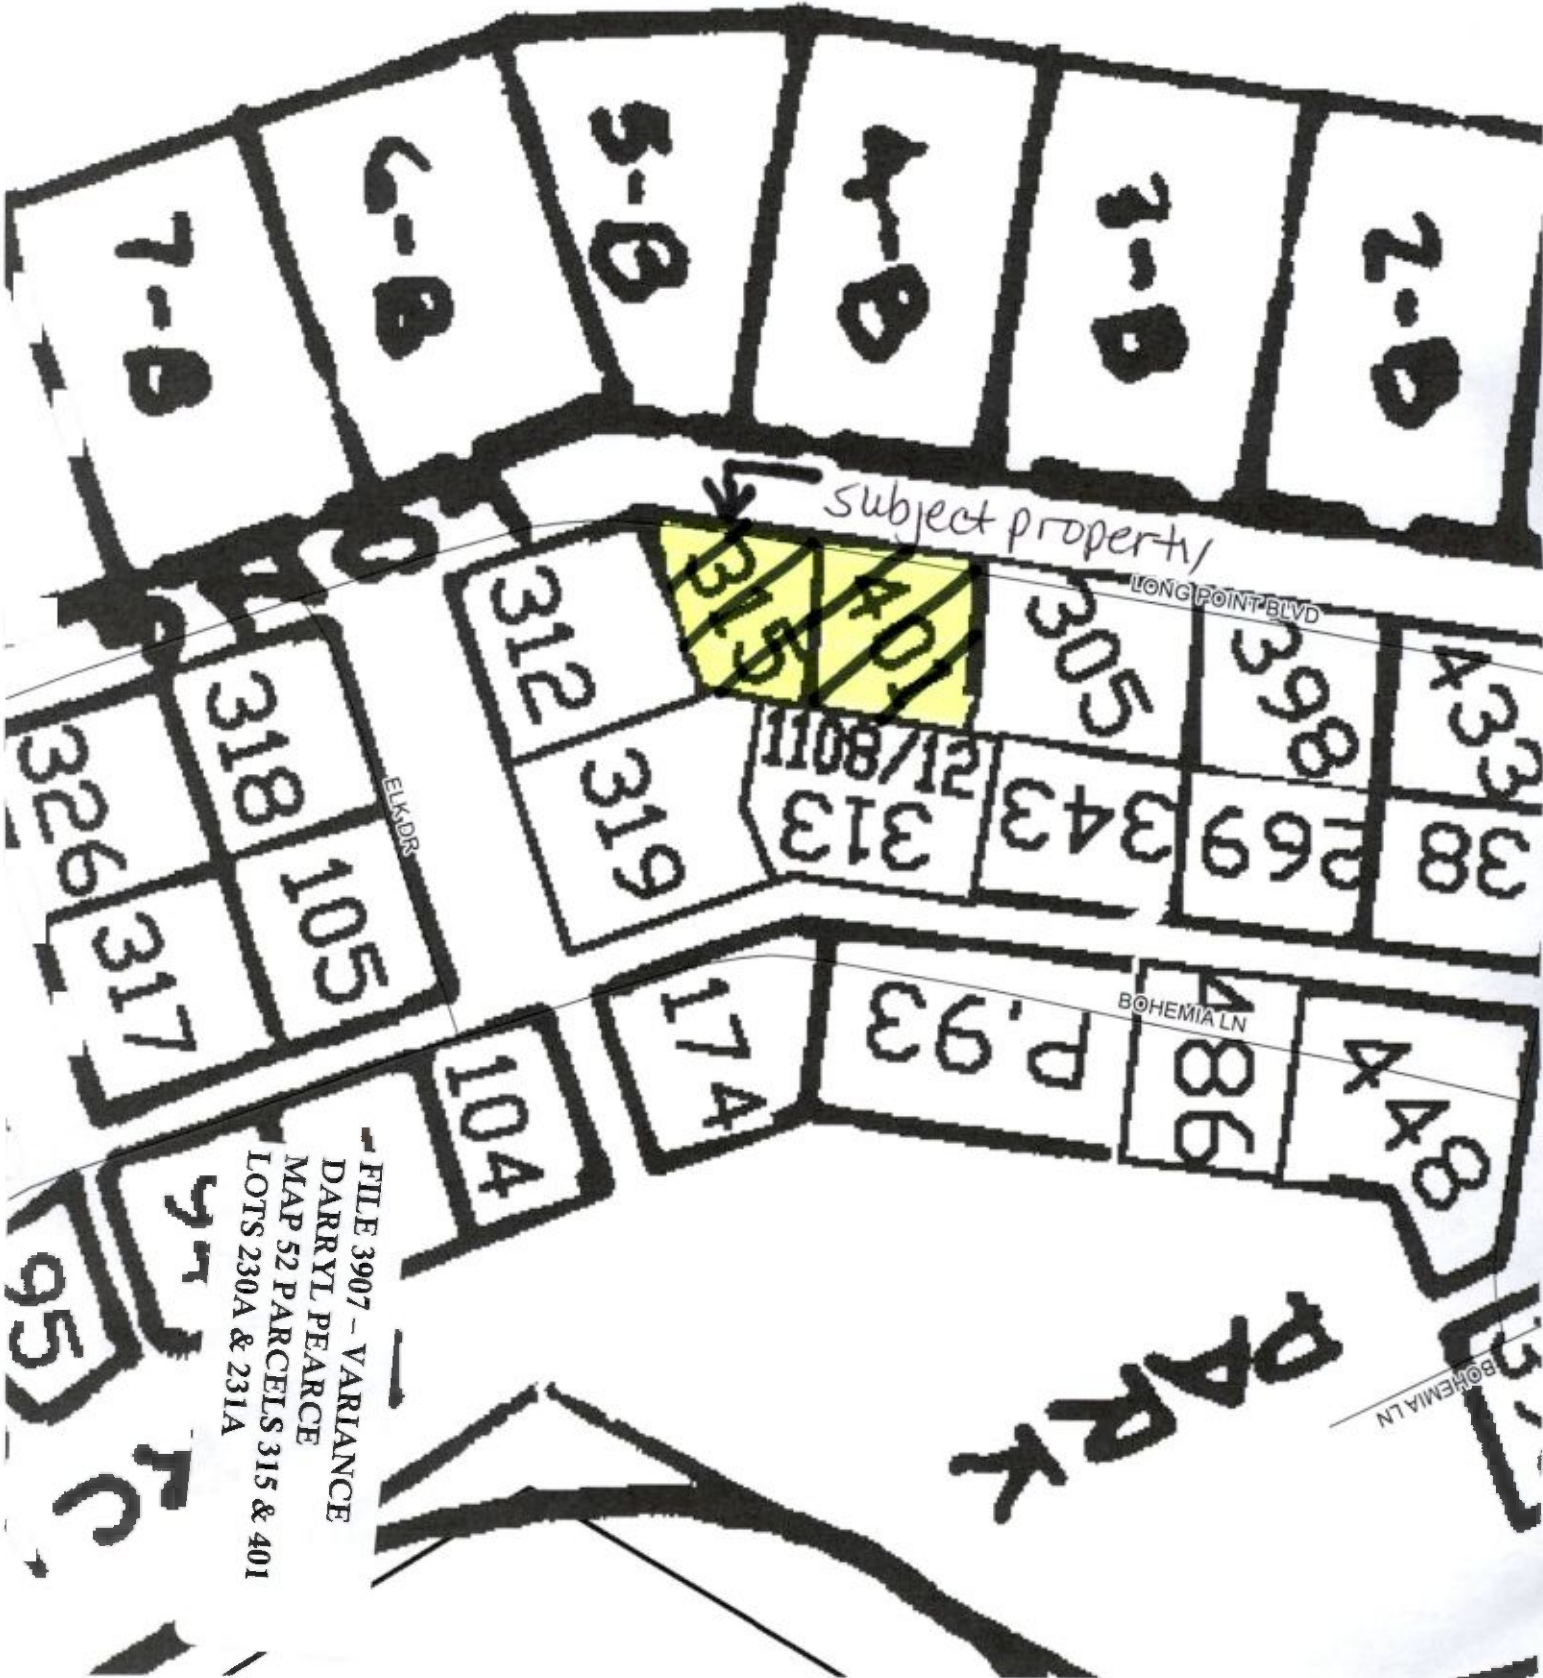 7-B
6-B
5-B
4-B
3-B
2-B
subject property
LONG POINT BLVD
312
315
401
305
398
433
326
318
319
1108/12
313
343
P.69
38
ELK DR
317
105
174
P.93
486
448
BOHEMIA LN
104
95
FILE 3907 – VARIANCE
DARRYL PEARCE
MAP 52 PARCELS 315 & 401
LOTS 230A & 231A
PARK
BOHEMIA LN